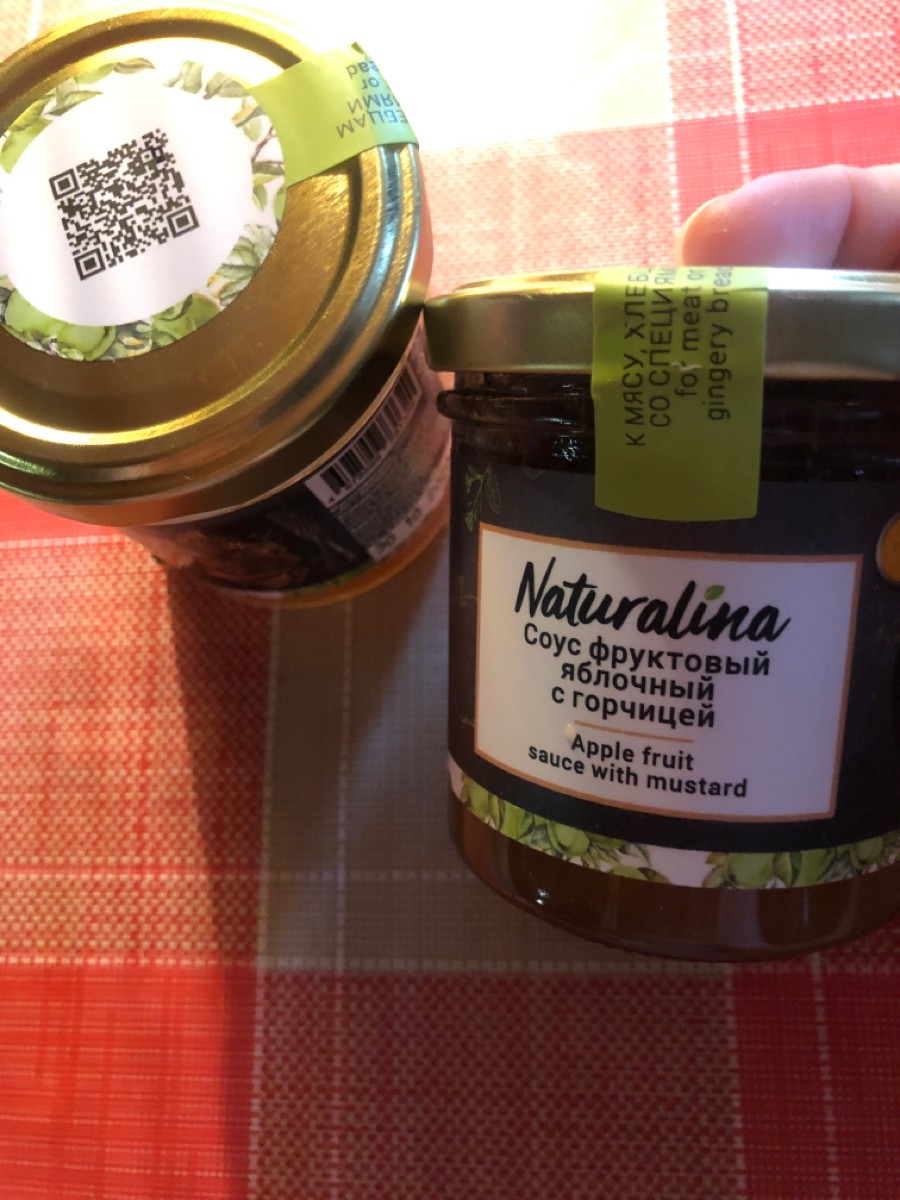 К МЯСУ, ХЛЕБ
СО СПЕЦИЯМ
for meat or
gingery bread
Naturalina
Соус фруктовый
яблочный
с горчицей
Apple fruit
sauce with mustard